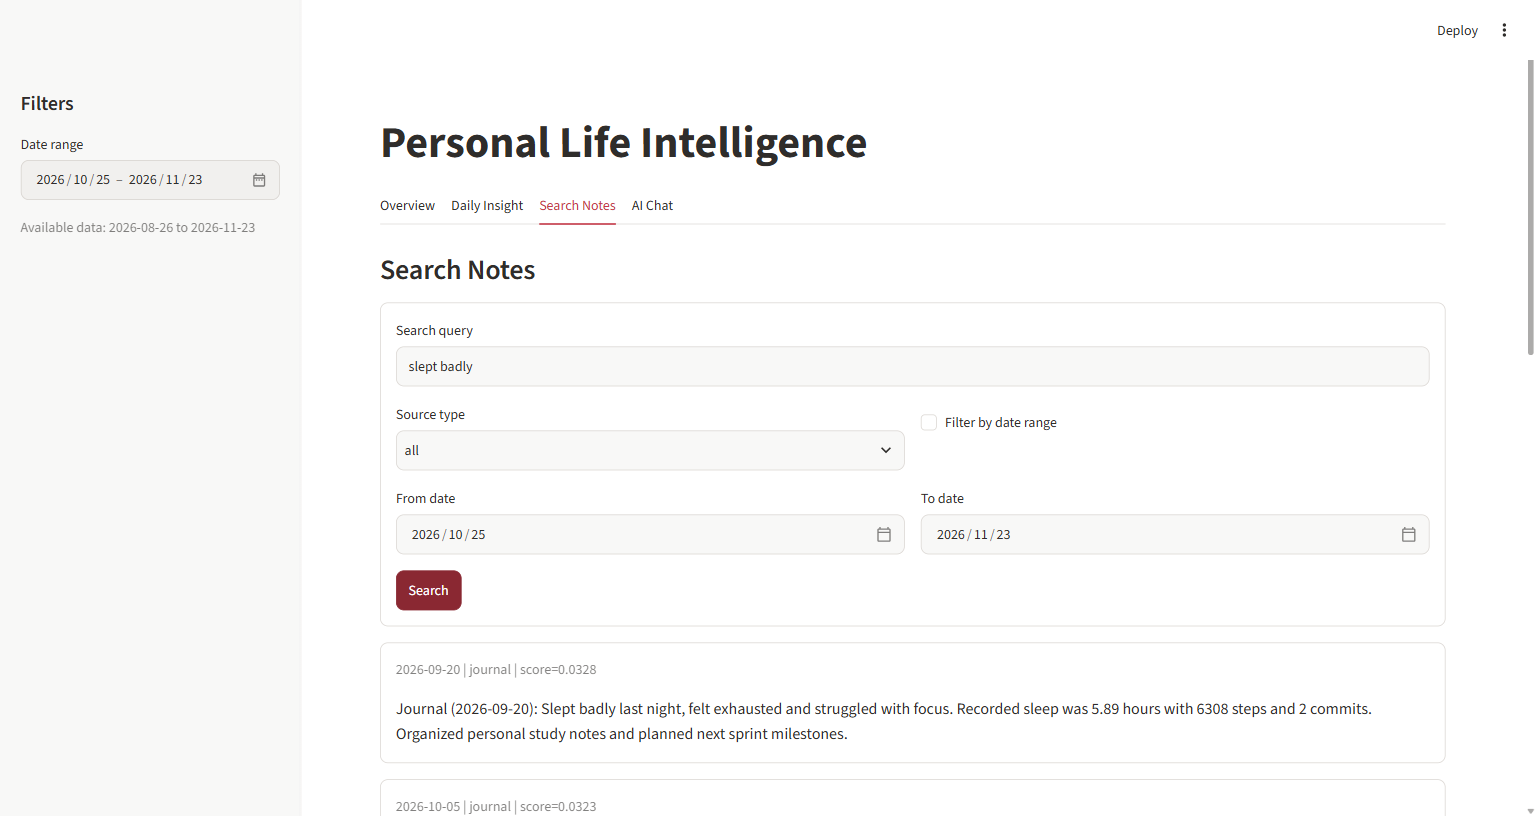 Deploy
Filters
Date range
2026/10/25 – 2026/11/23
Available data: 2026-08-26 to 2026-11-23
Personal Life Intelligence
Overview Daily Insight Search Notes AI Chat
Search Notes
Search query
slept badly
Source type
Filter by date range
all
From date
To date
2026/10/25
2026/11/23
Search
2026-09-20 | journal | score=0.0328
Journal (2026-09-20): Slept badly last night, felt exhausted and struggled with focus. Recorded sleep was 5.89 hours with 6308 steps and 2 commits.
Organized personal study notes and planned next sprint milestones.
2026-10-05 | journal | score=0.0323